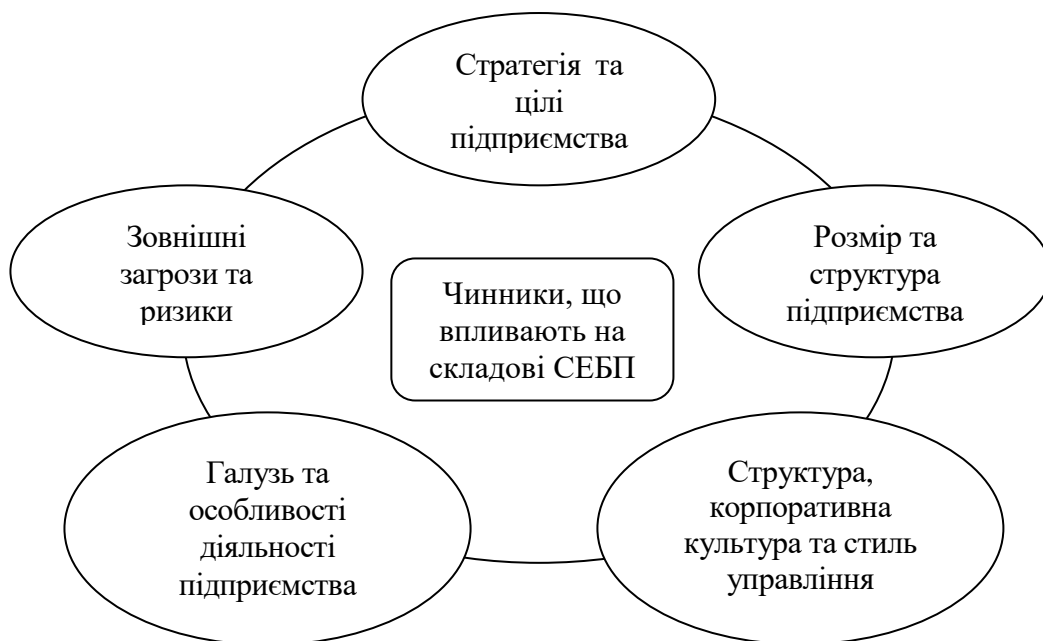 Стратегія та
цілі
підприємства
Зовнішні
загрози та
ризики
Розмір та
структура
підприємства
Чинники, що
впливають на
складові СЕБП
Галузь та
особливості
діяльності
підприємства
Структура,
корпоративна
культура та стиль
управління